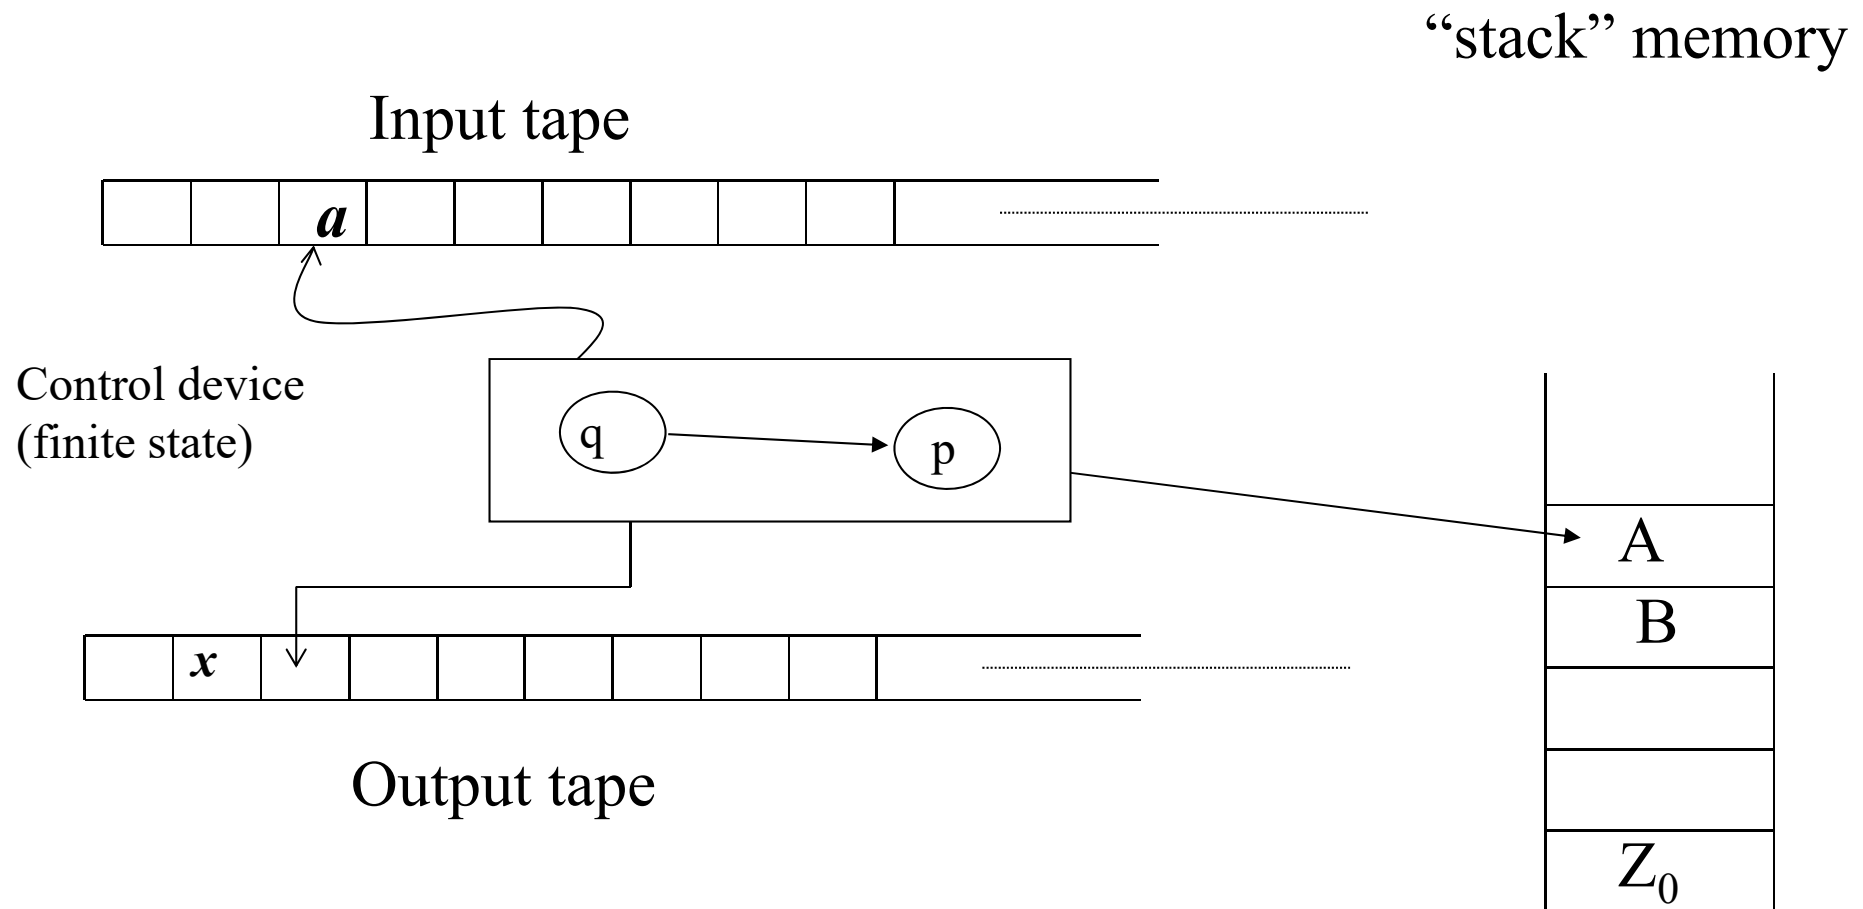 “stack” memory
Input tape
a
Control device
(finite state)
q
p
A
B
x
Output tape
Z₀